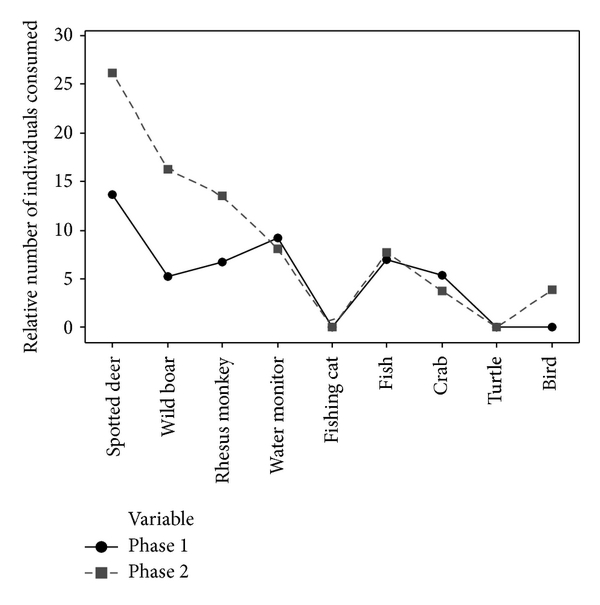 Relative number of individuals consumed
30
25
20
15
10
5
0
Spotted deer
Wild boar
Rhesus monkey
Water monitor
Fishing cat
Fish
Crab
Turtle
Bird
Variable
Phase 1
Phase 2